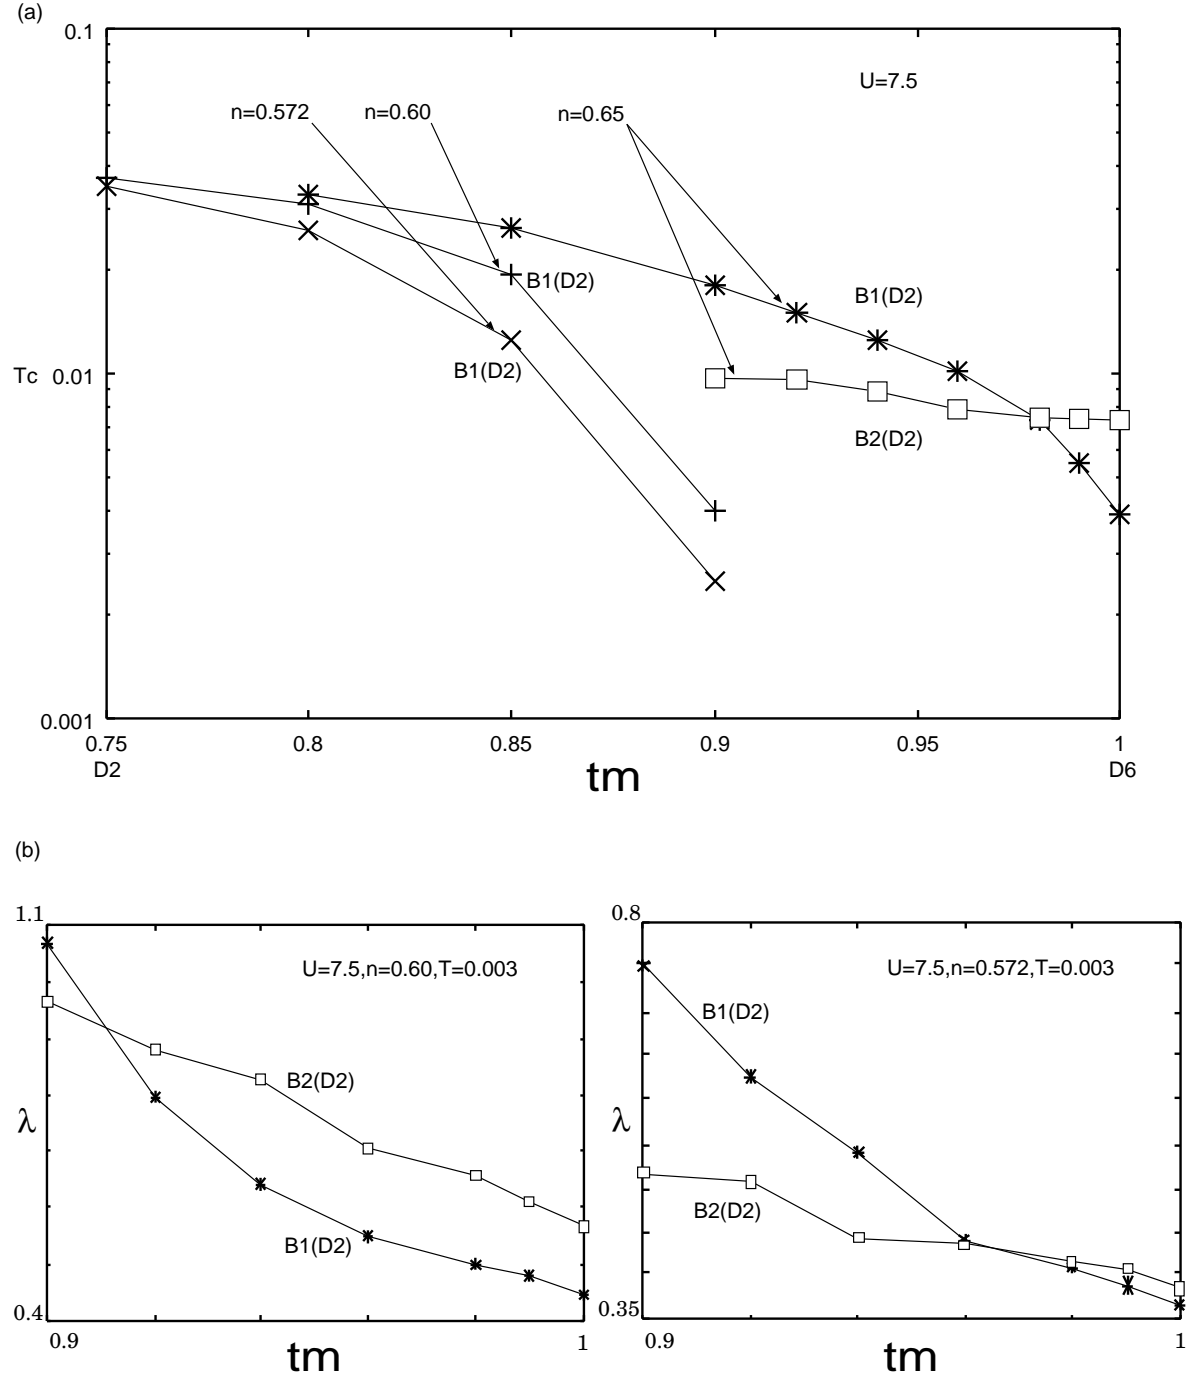 (a)
0.1
U=7.5
n=0.572 n=0.60 n=0.65
B1(D2) B1(D2)
Tc 0.01 B1(D2)
B2(D2)
0.001
0.75 0.8 0.85 0.9 0.95 1
D2 tm D6
(b)
1.1 0.8
U=7.5,n=0.60,T=0.003 U=7.5,n=0.572,T=0.003
B1(D2)
B2(D2)
λ λ
B2(D2)
B1(D2)
0.4 0.35
0.9 1 0.9 1
tm tm